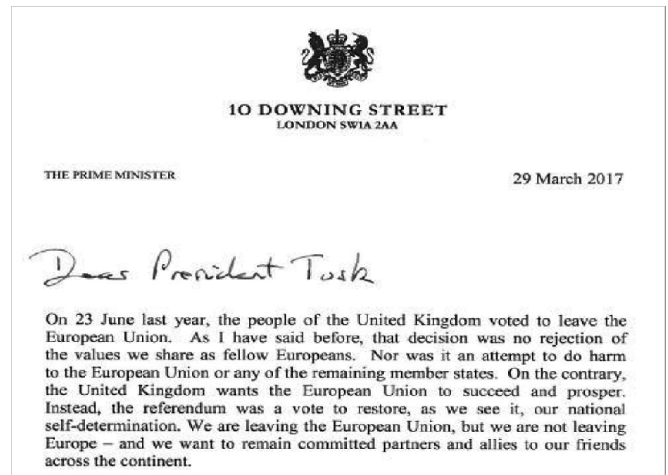 10 DOWNING STREET
LONDON SW1A 2AA
THE PRIME MINISTER
29 March 2017
Dear President Tusk
On 23 June last year, the people of the United Kingdom voted to leave the
European Union. As I have said before, that decision was no rejection of
the values we share as fellow Europeans. Nor was it an attempt to do harm
to the European Union or any of the remaining member states. On the contrary,
the United Kingdom wants the European Union to succeed and prosper.
Instead, the referendum was a vote to restore, as we see it, our national
self-determination. We are leaving the European Union, but we are not leaving
Europe – and we want to remain committed partners and allies to our friends
across the continent.